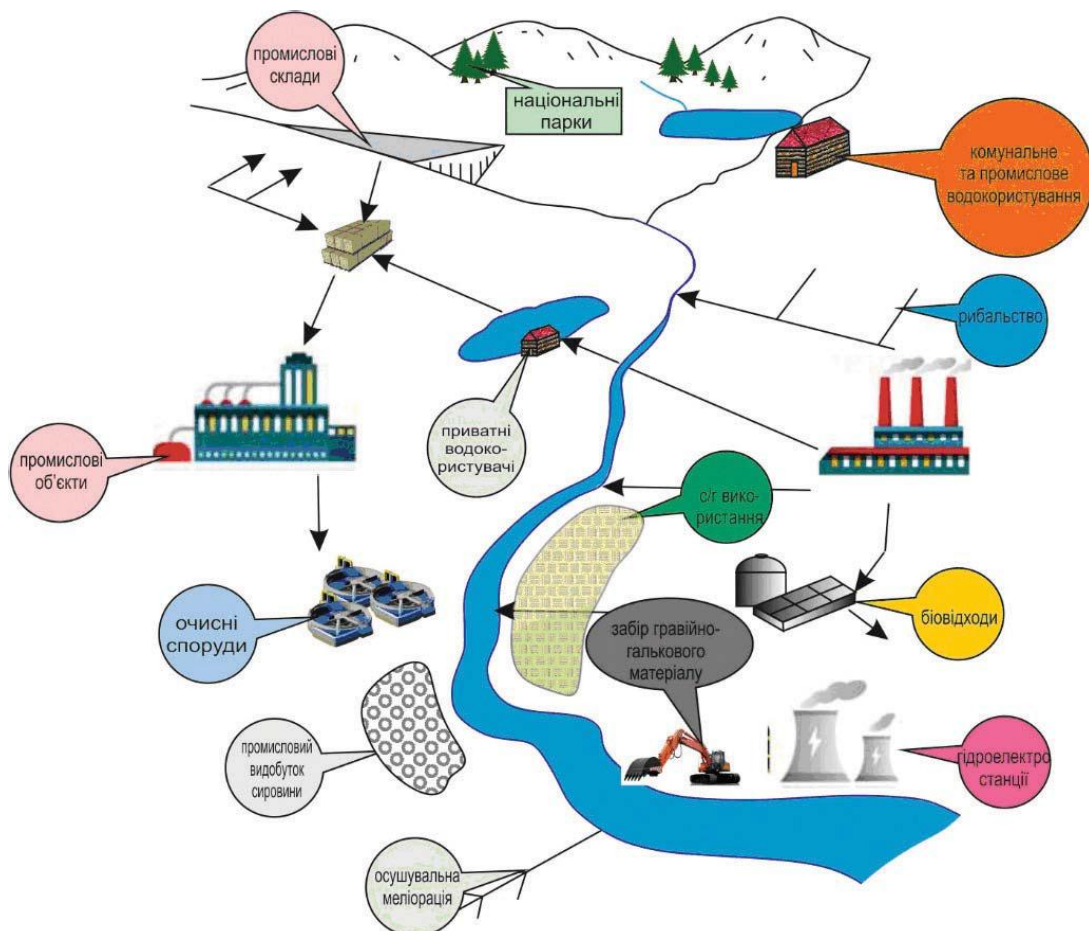 промислові
склади
національні
парки
комунальне
та промислове
водокористування
рибальство
приватні
водоко-
ристувачі
промислові
об'єкти
с/г вико-
ристання
очисні
споруди
забір гравійно-
галькового
матеріалу
біовідходи
промисловий
видобуток
сировини
гідроелектро
станції
осушувальна
меліорація